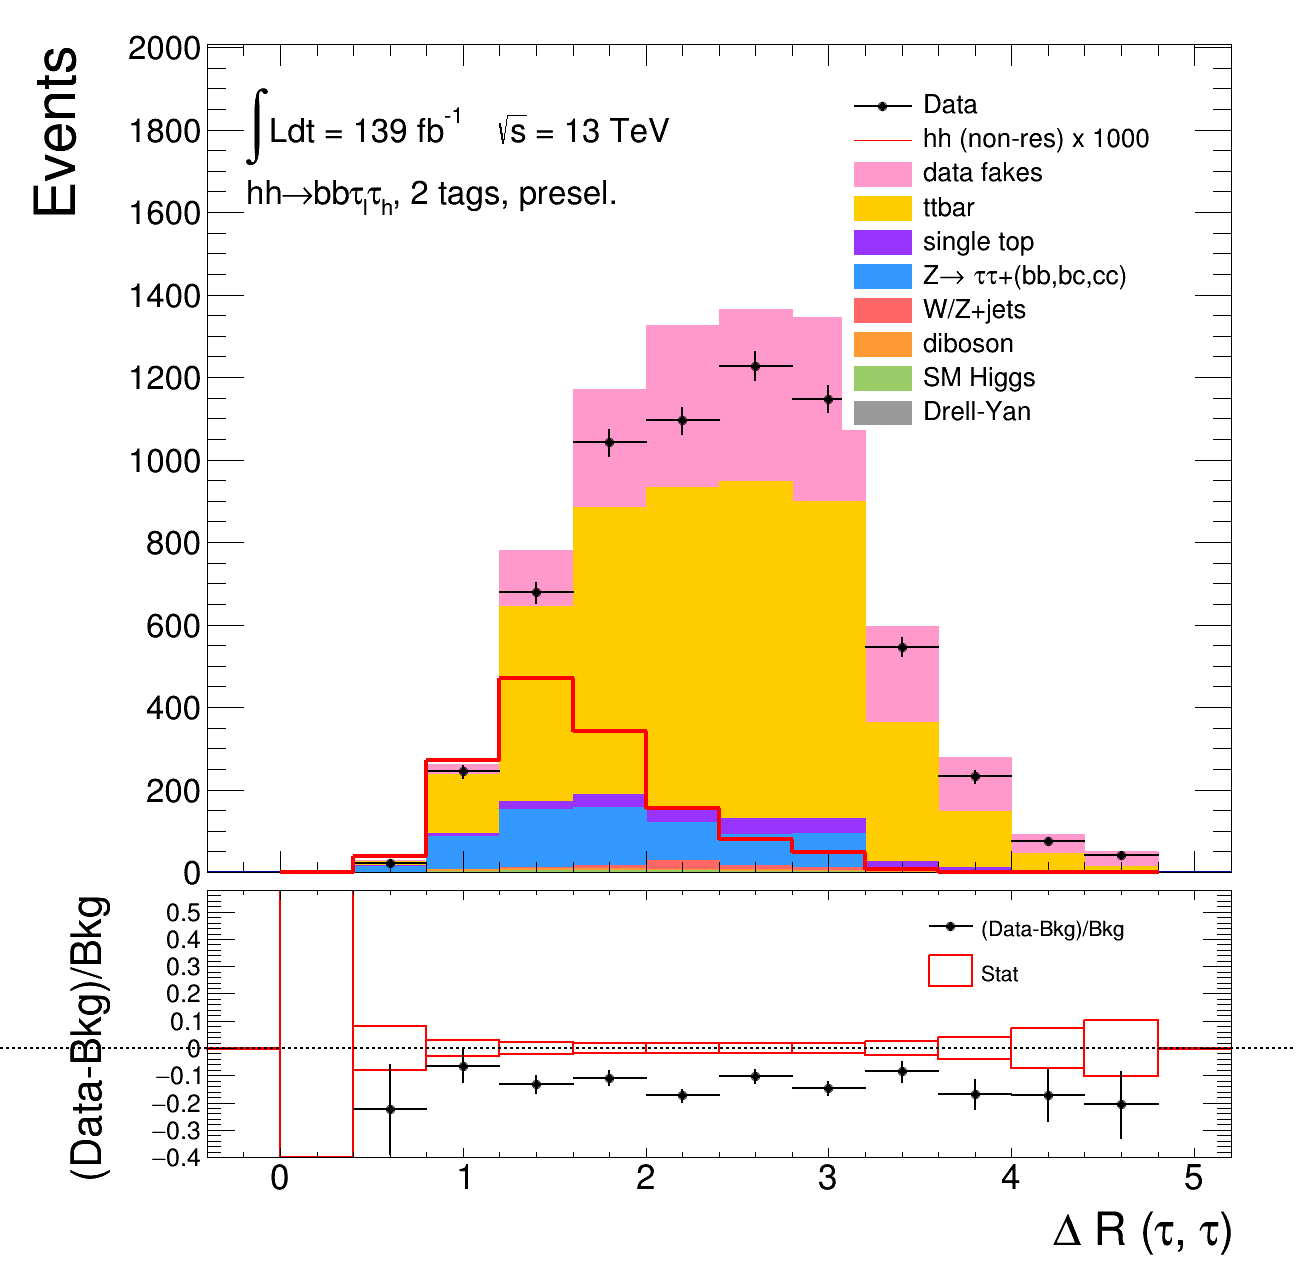 Events
2000
1800
1600
1400
1200
1000
800
600
400
200
0
∫Ldt = 139 fb⁻¹ √s = 13 TeV
hh→bbτ_lτ_h, 2 tags, presel.
Data
hh (non-res) x 1000
data fakes
ttbar
single top
Z→ ττ+(bb,bc,cc)
W/Z+jets
diboson
SM Higgs
Drell-Yan
(Data-Bkg)/Bkg
0.5
0.4
0.3
0.2
0.1
0
−0.1
−0.2
−0.3
−0.4
(Data-Bkg)/Bkg
Stat
0 1 2 3 4 5
Δ R (τ, τ)